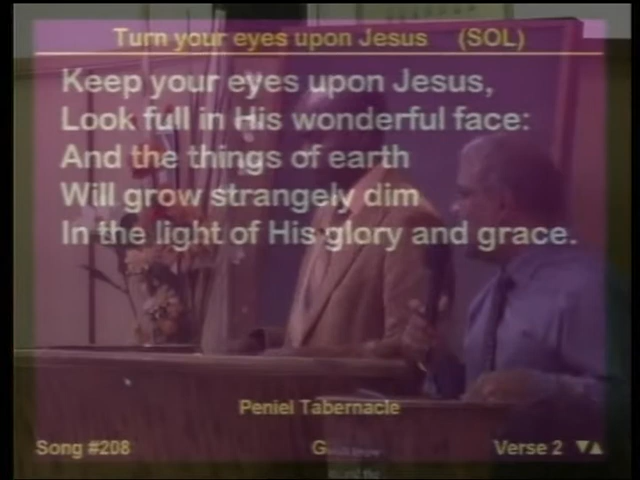 Turn your eyes upon Jesus (SOL)
Keep your eyes upon Jesus,
Look full in His wonderful face:
And the things of earth
Will grow strangely dim
In the light of His glory and grace.
Peniel Tabernacle
Song #208 G Verse 2 ▼▲